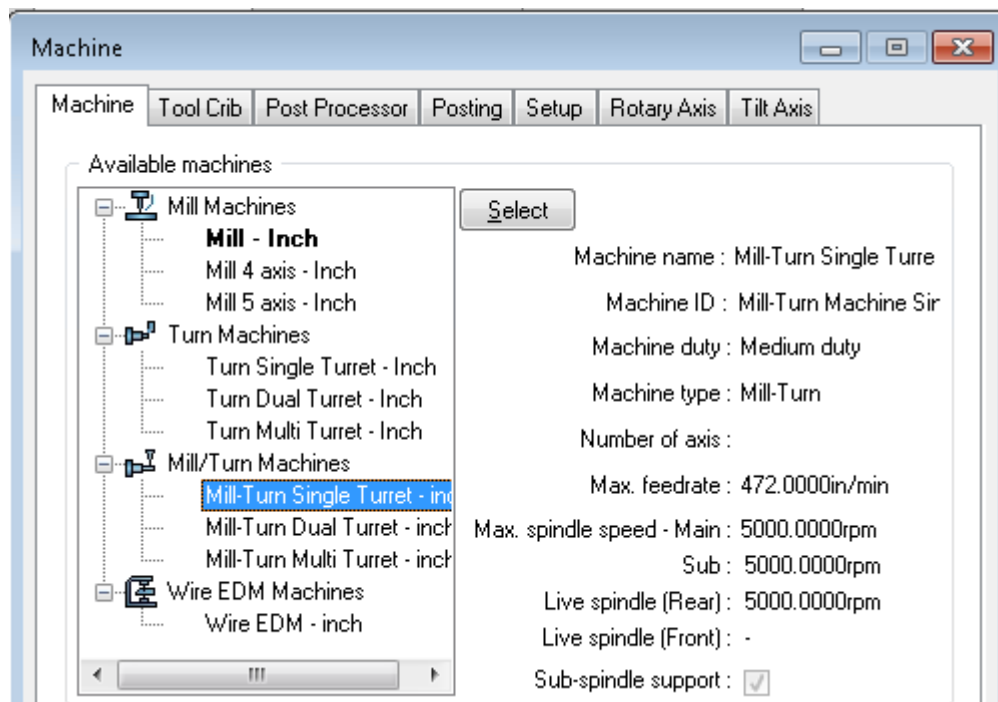 Machine
Machine Tool Crib Post Processor Posting Setup Rotary Axis Tilt Axis
Available machines
Mill Machines
Mill - Inch
Mill 4 axis - Inch
Mill 5 axis - Inch
Turn Machines
Turn Single Turret - Inch
Turn Dual Turret - Inch
Turn Multi Turret - Inch
Mill/Turn Machines
Mill-Turn Single Turret - inc
Mill-Turn Dual Turret - inch
Mill-Turn Multi Turret - inch
Wire EDM Machines
Wire EDM - inch
Select
Machine name : Mill-Turn Single Turre
Machine ID : Mill-Turn Machine Sir
Machine duty : Medium duty
Machine type : Mill-Turn
Number of axis :
Max. feedrate : 472.0000in/min
Max. spindle speed - Main : 5000.0000rpm
Sub : 5000.0000rpm
Live spindle (Rear) : 5000.0000rpm
Live spindle (Front) : -
Sub-spindle support :